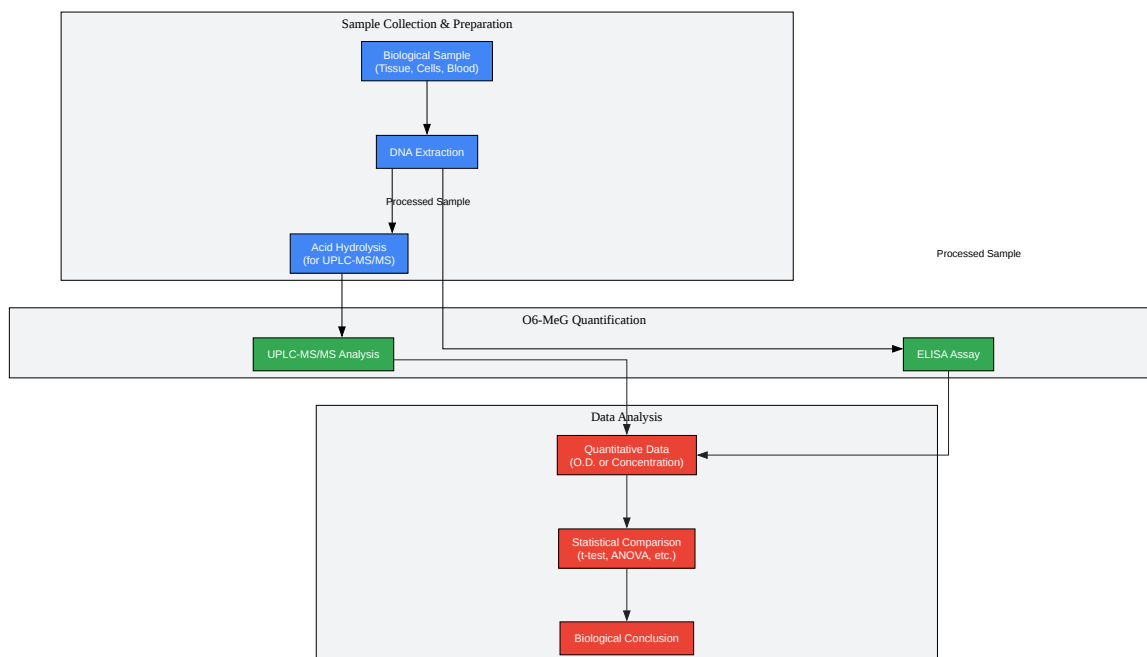 Sample Collection & Preparation
Biological Sample
(Tissue, Cells, Blood)
DNA Extraction
Processed Sample
Acid Hydrolysis
(for UPLC-MS/MS)
Processed Sample
O6-MeG Quantification
UPLC-MS/MS Analysis
ELISA Assay
Data Analysis
Quantitative Data
(O.D. or Concentration)
Statistical Comparison
(t-test, ANOVA, etc.)
Biological Conclusion